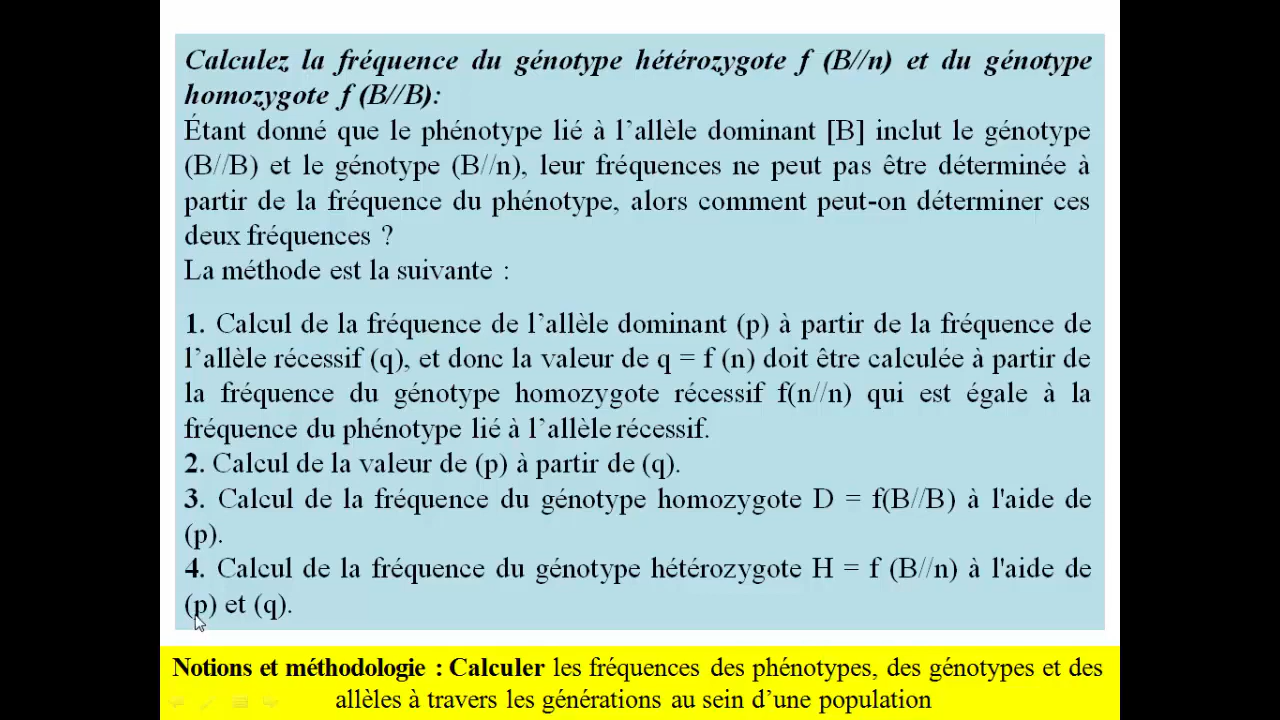 Calculez la fréquence du génotype hétérozygote f (B//n) et du génotype
homozygote f (B//B):
Étant donné que le phénotype lié à l’allèle dominant [B] inclut le génotype
(B//B) et le génotype (B//n), leur fréquences ne peut pas être déterminée à
partir de la fréquence du phénotype, alors comment peut-on déterminer ces
deux fréquences ?
La méthode est la suivante :
1. Calcul de la fréquence de l’allèle dominant (p) à partir de la fréquence de
l’allèle récessif (q), et donc la valeur de q = f (n) doit être calculée à partir de
la fréquence du génotype homozygote récessif f(n//n) qui est égale à la
fréquence du phénotype lié à l’allèle récessif.
2. Calcul de la valeur de (p) à partir de (q).
3. Calcul de la fréquence du génotype homozygote D = f(B//B) à l'aide de
(p).
4. Calcul de la fréquence du génotype hétérozygote H = f (B//n) à l'aide de
(p) et (q).
Notions et méthodologie : Calculer les fréquences des phénotypes, des génotypes et des
allèles à travers les générations au sein d’une population